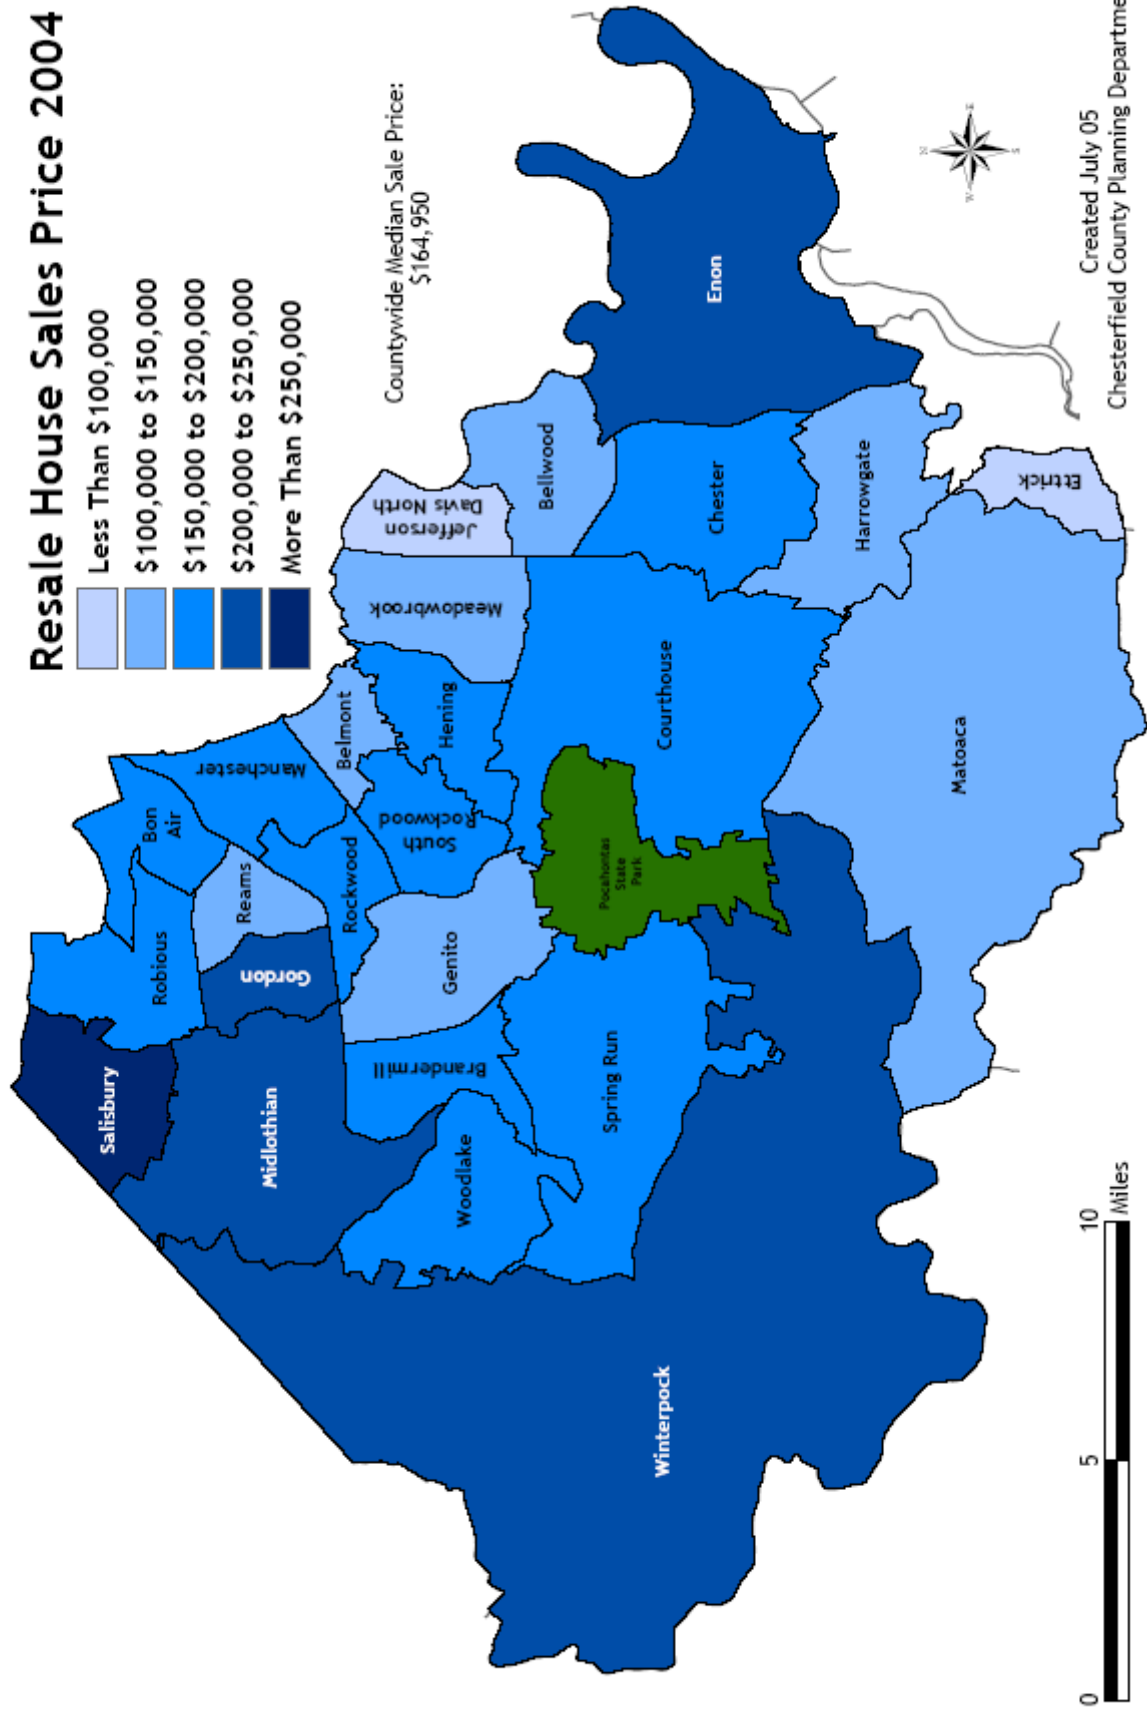 Resale House Sales Price 2004
Less Than $100,000
$100,000 to $150,000
$150,000 to $200,000
$200,000 to $250,000
More Than $250,000
Countywide Median Sale Price:
$164,950
Salisbury
Robious
Bon
Air
Manchester
Midlothian
Gordon
Reams
Rockwood
Belmont
Meadowbrook
Jefferson
Davis North
Brandermill
Genito
South
Rockwood
Hening
Bellwood
Woodlake
Spring Run
Pocahontas
State
Park
Courthouse
Chester
Enon
Winterpock
Harrowgate
Matoaca
Ettrick
N
W
E
S
0
5
10
Miles
Created July 05
Chesterfield County Planning Departme